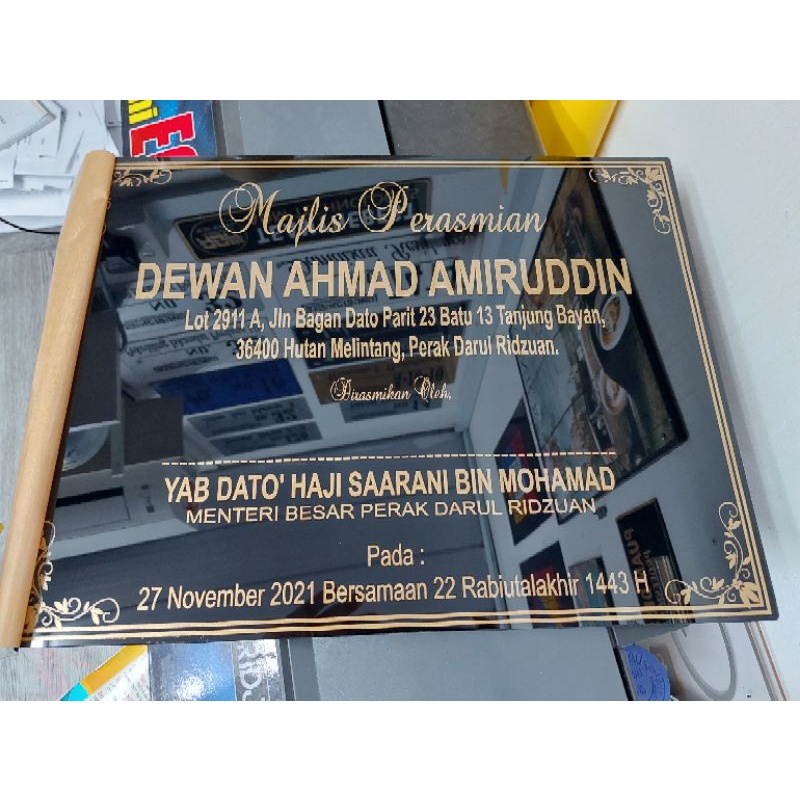 Majlis Perasmian
DEWAN AHMAD AMIRUDDIN
Lot 2911 A, Jln Bagan Dato Parit 23 Batu 13 Tanjung Bayan,
36400 Hutan Melintang, Perak Darul Ridzuan.
Dirasmikan Oleh.
YAB DATO' HAJI SAARANI BIN MOHAMAD
MENTERI BESAR PERAK DARUL RIDZUAN
Pada :
27 November 2021 Bersamaan 22 Rabiutalakhir 1443 H